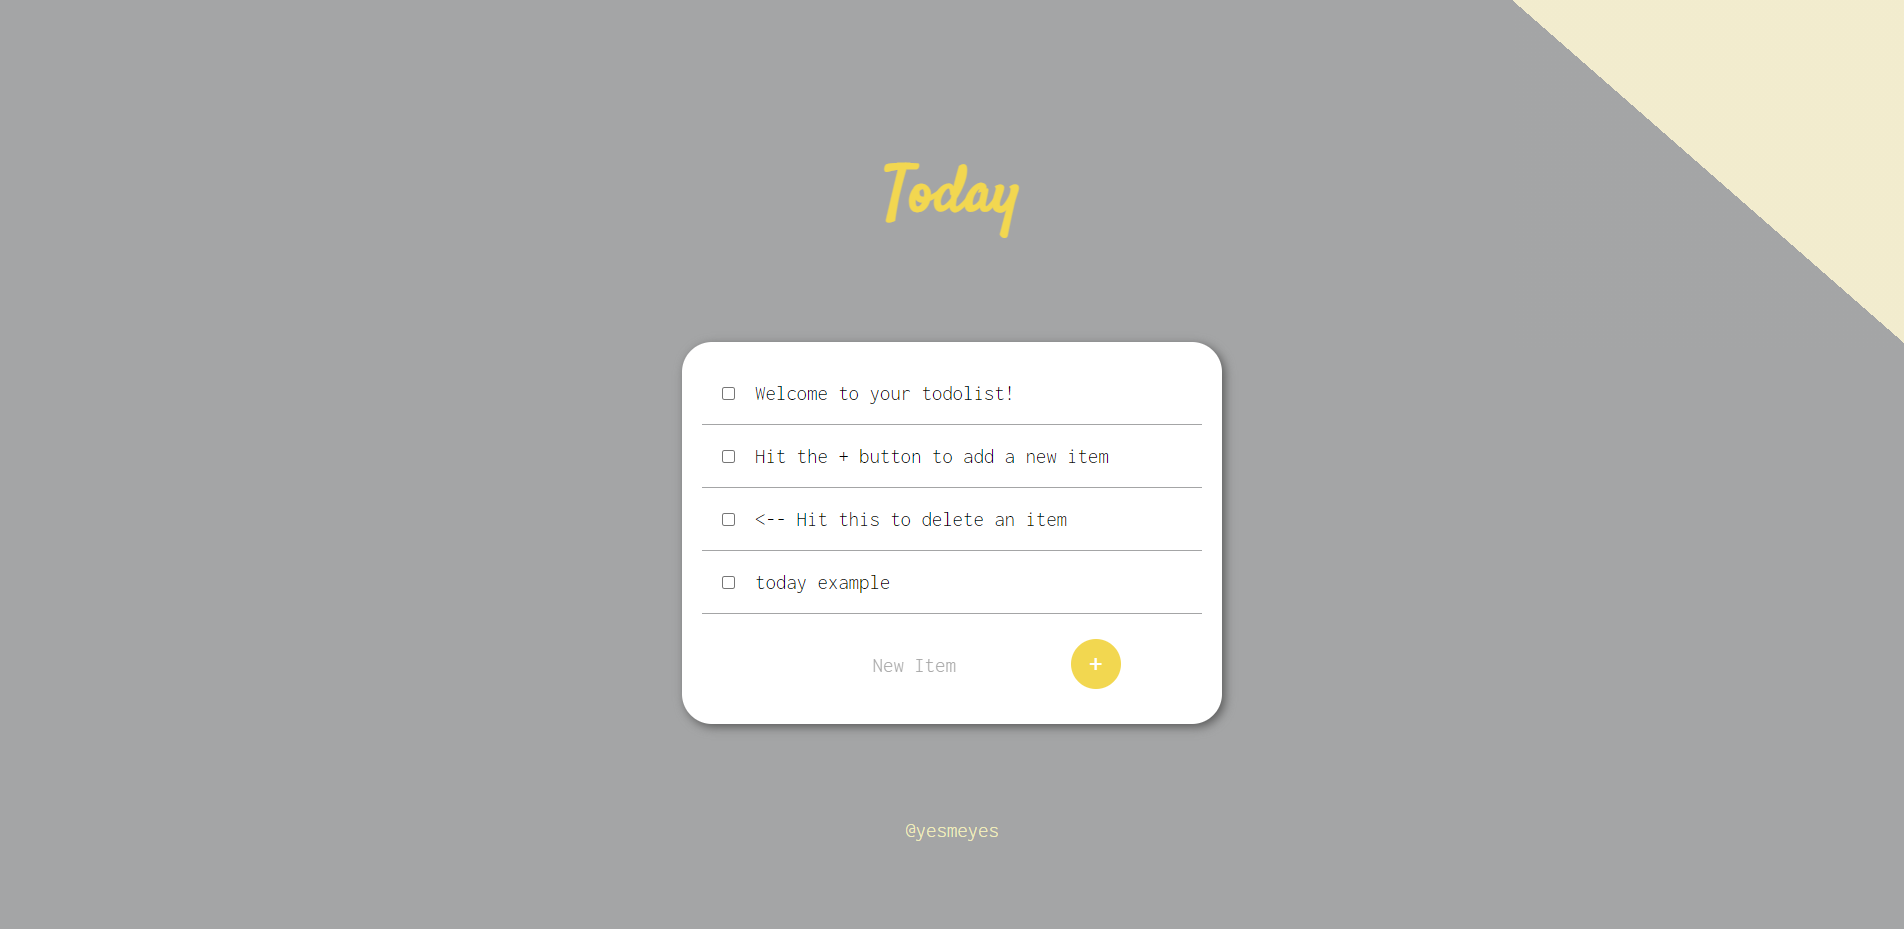 Today
Welcome to your todolist!
Hit the + button to add a new item
<-- Hit this to delete an item
today example
New Item
+
@yesmeyes